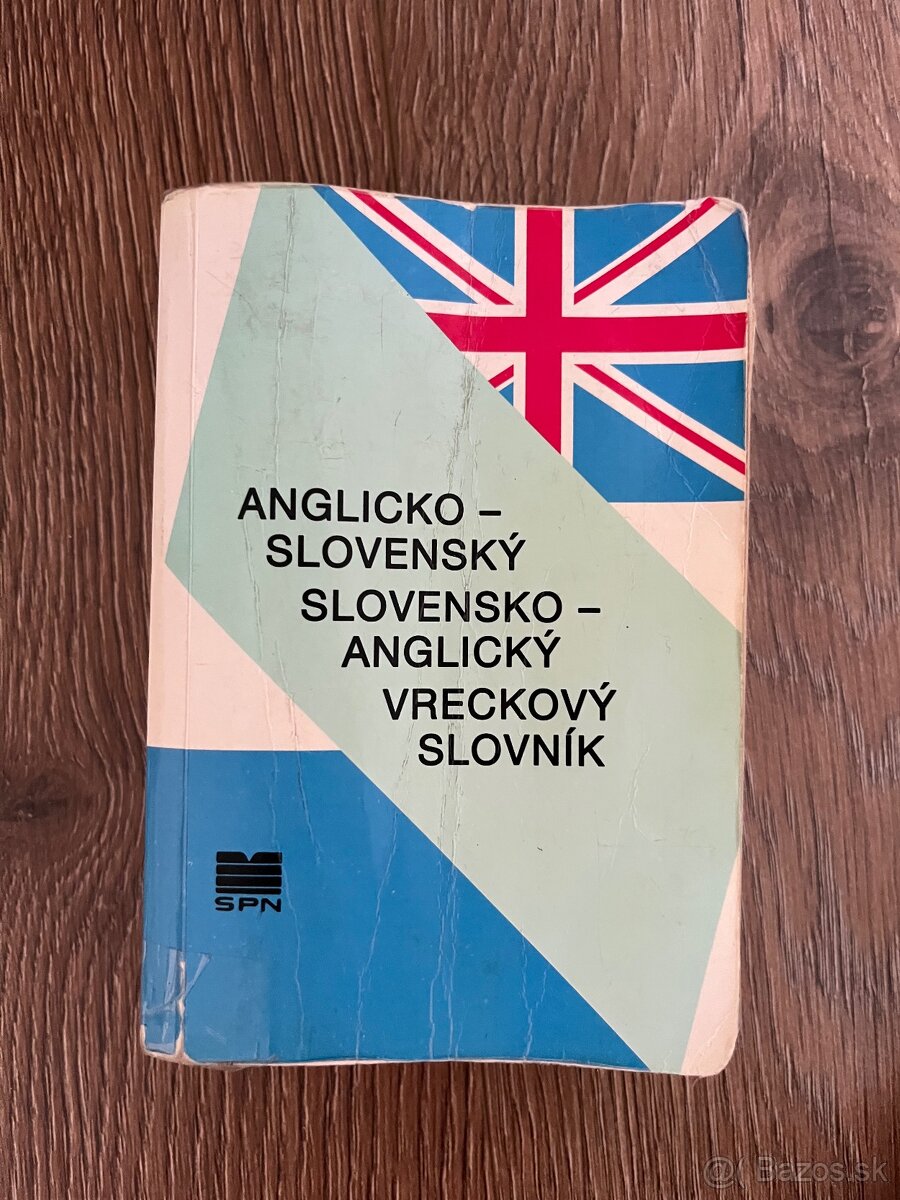 ANGLICKO –
SLOVENSKÝ
SLOVENSKO –
ANGLICKÝ
VRECKOVÝ
SLOVNÍK
SPN
@( Bazos.sk